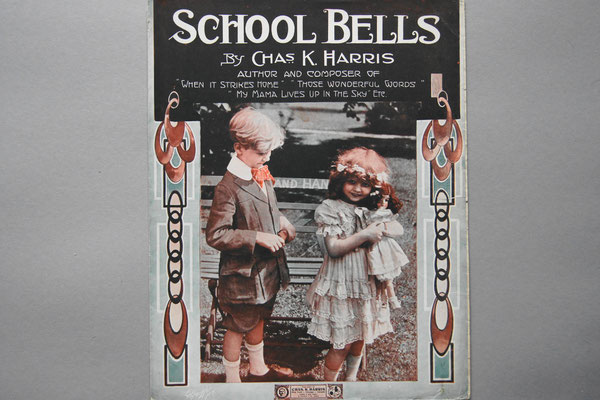 SCHOOL BELLS
BY CHAS K. HARRIS
AUTHOR AND COMPOSER OF
"WHEN IT STRIKES HOME" "THOSE WONDERFUL WORDS"
"MY MAMA LIVES UP IN THE SKY" ETC.
AND
CHAS. K. HARRIS